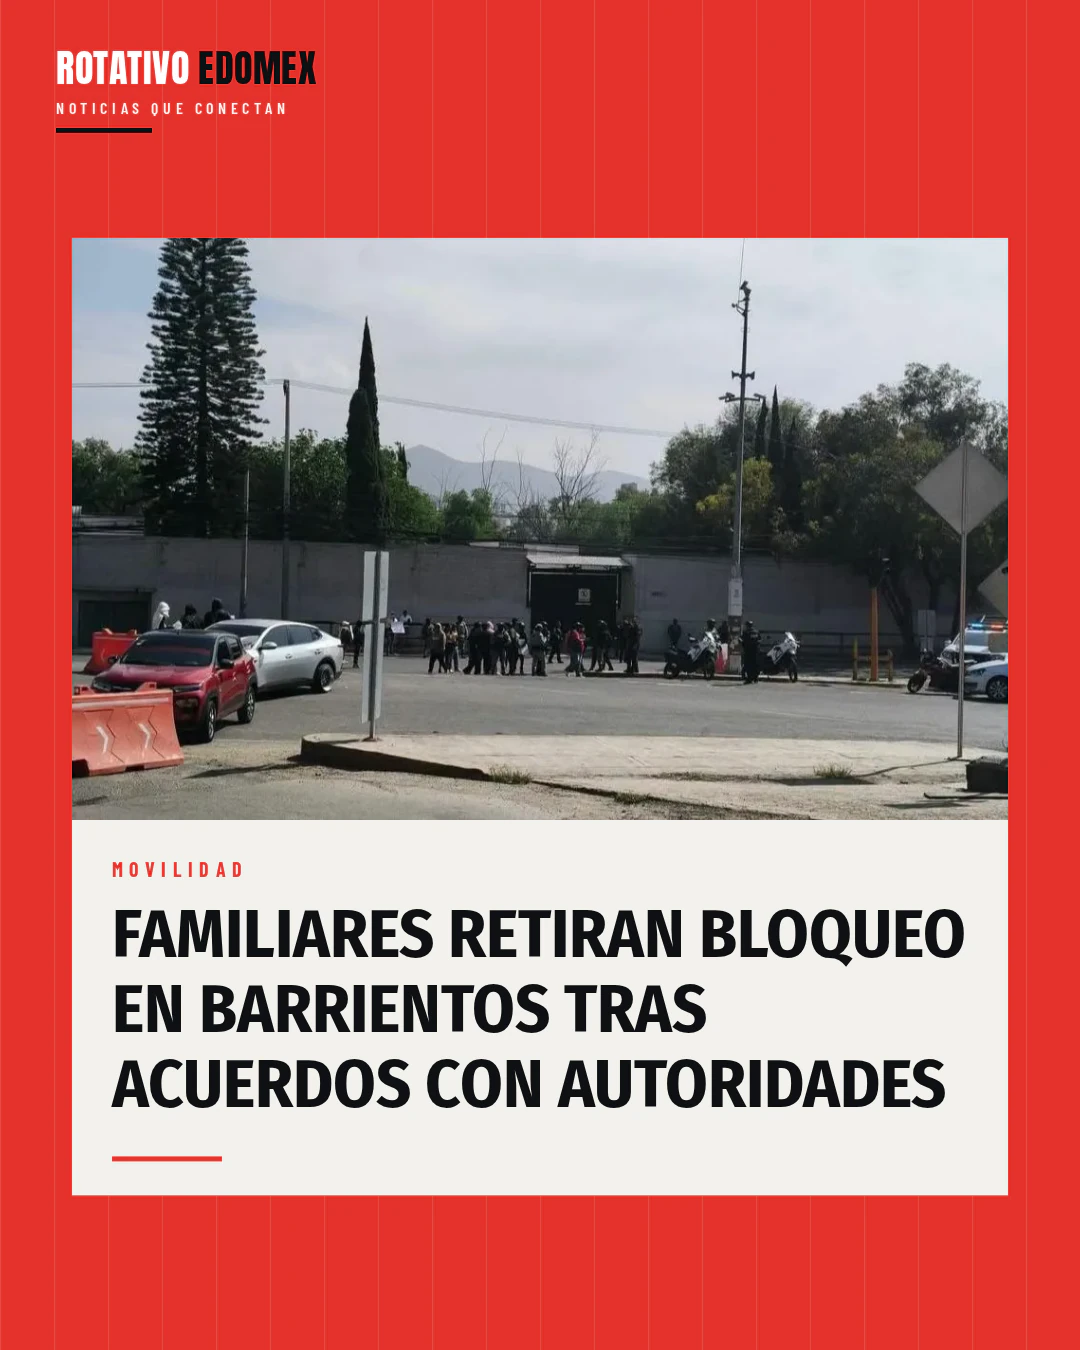 ROTATIVO EDOMEX
NOTICIAS QUE CONECTAN
MOVILIDAD
FAMILIARES RETIRAN BLOQUEO
EN BARRIENTOS TRAS
ACUERDOS CON AUTORIDADES